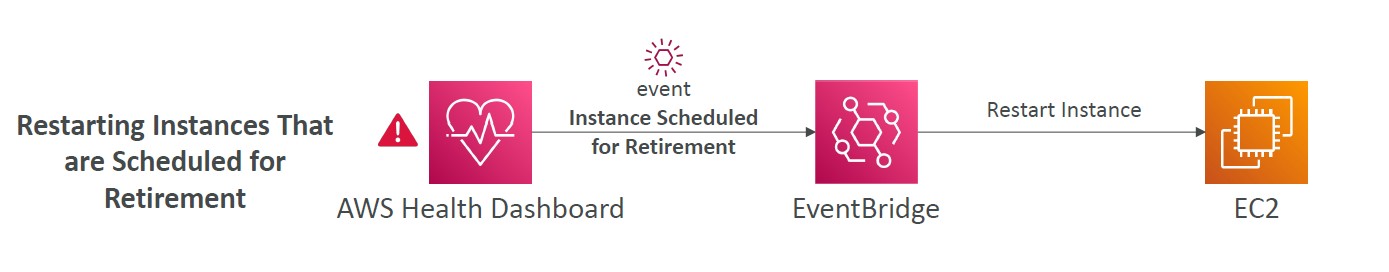 Restarting Instances That
are Scheduled for
Retirement
AWS Health Dashboard
event
Instance Scheduled
for Retirement
EventBridge
Restart Instance
EC2